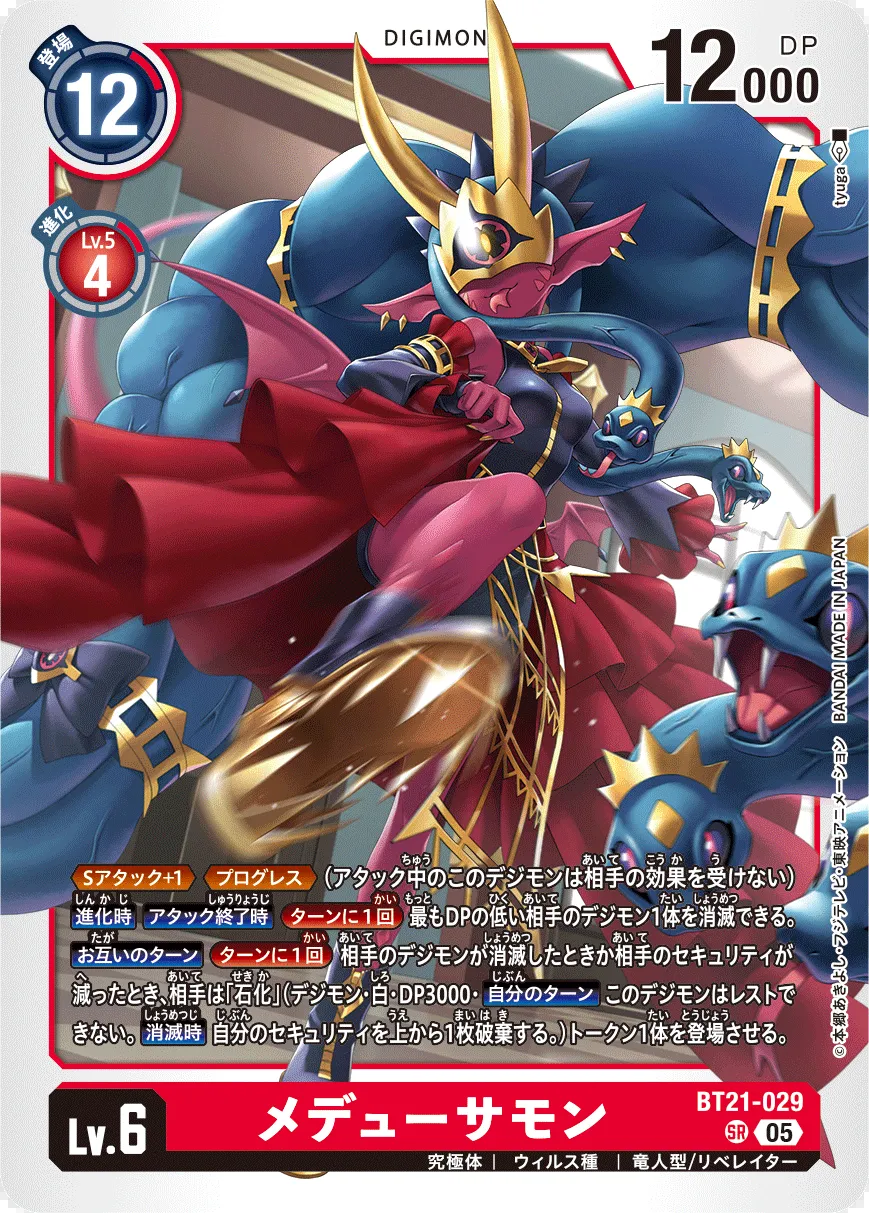 DIGIMON
登場
12
12000
DP
進化
Lv.5
4
tyuga
Sアタック+1 プログレス (アタック中のこのデジモンは相手の効果を受けない)
進化時 アタック終了時 ターンに1回 最もDPの低い相手のデジモン1体を消滅できる。
お互いのターン ターンに1回 相手のデジモンが消滅したときか相手のセキュリティが
減ったとき、相手は「石化」(デジモン・白・DP3000・ 自分のターン このデジモンはレストで
きない。 消滅時 自分のセキュリティを上から1枚破棄する。)トークン1体を登場させる。
©本郷あきよし・フジテレビ・東映アニメーション BANDAI MADE IN JAPAN
Lv.6
メデューサモン
BT21-029
SR 05
究極体 | ウィルス種 | 竜人型/リベレイター